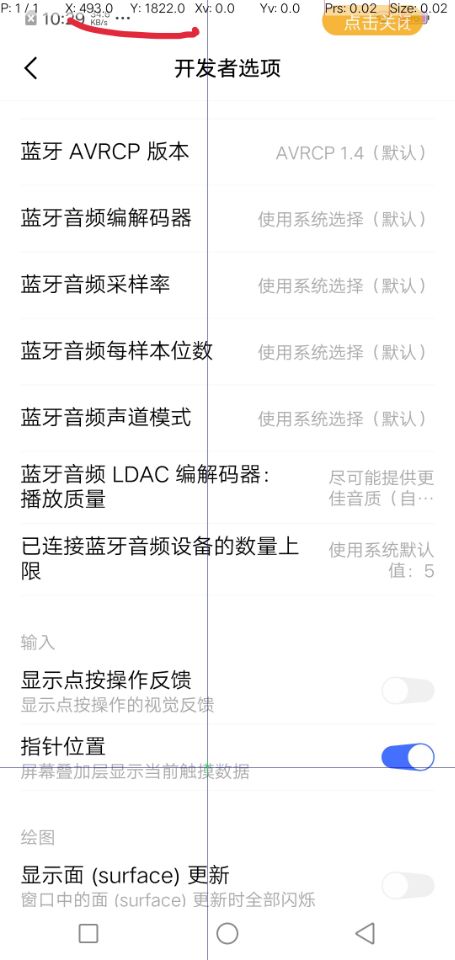 P: 1 / 1 X: 493.0 Y: 1822.0 Xv: 0.0 Yv: 0.0 Prs: 0.02 Size: 0.02
10:29 KB/s ···
点击关闭
开发者选项
蓝牙 AVRCP 版本 AVRCP 1.4（默认）
蓝牙音频编解码器 使用系统选择（默认）
蓝牙音频采样率 使用系统选择（默认）
蓝牙音频每样本位数 使用系统选择（默认）
蓝牙音频声道模式 使用系统选择（默认）
蓝牙音频 LDAC 编解码器： 尽可能提供更
播放质量 佳音质（自···
已连接蓝牙音频设备的数量上 使用系统默认
限 值：5
输入
显示点按操作反馈
显示点按操作的视觉反馈
指针位置
屏幕叠加层显示当前触摸数据
绘图
显示面 (surface) 更新
窗口中的面 (surface) 更新时全部闪烁